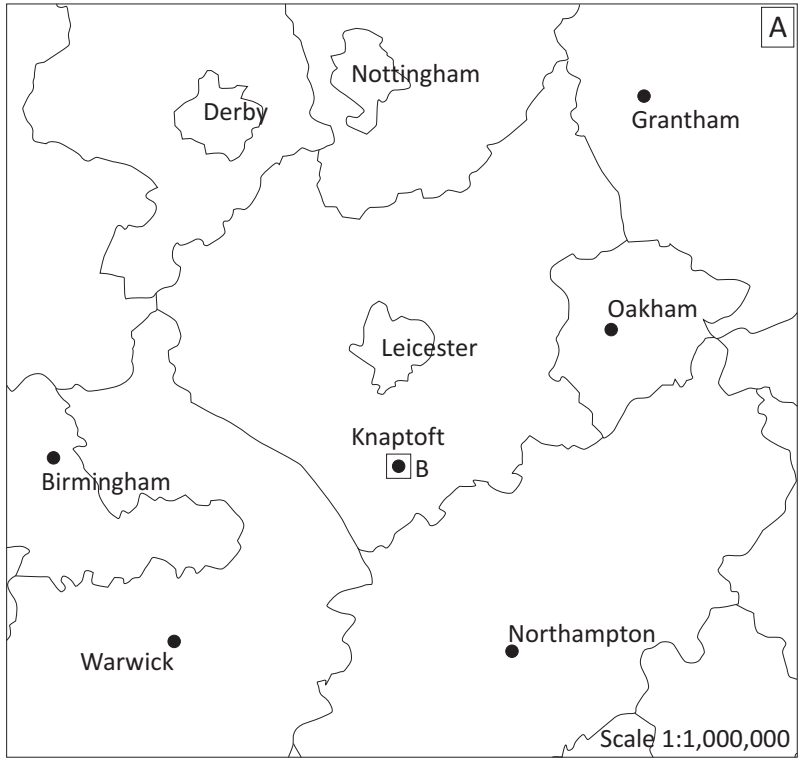 A
Nottingham
Derby
Grantham
Oakham
Leicester
Knaptoft
B
Birmingham
Northampton
Warwick
Scale 1:1,000,000